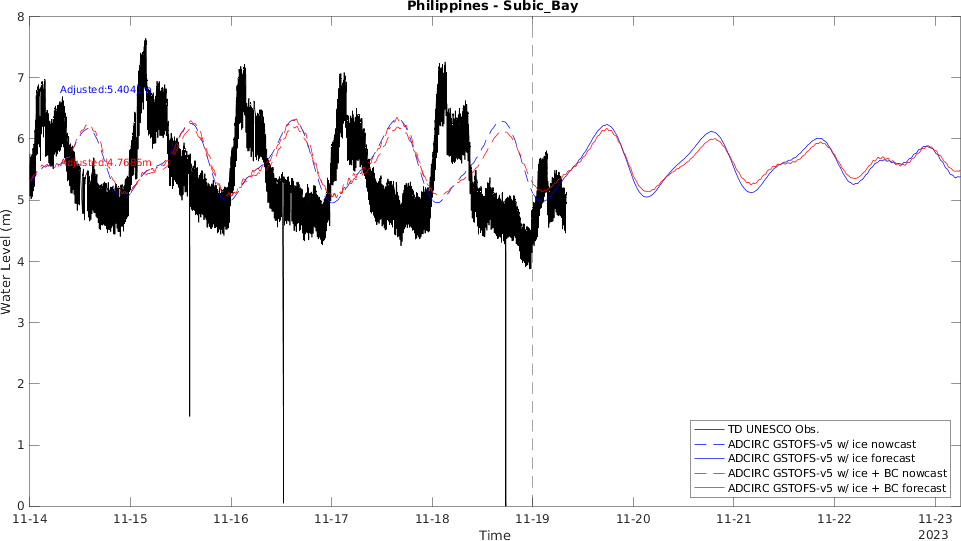 Philippines - Subic_Bay
Water Level (m)
8
7
6
5
4
3
2
1
0
Adjusted:5.404
Adjusted:4.76 m
TD UNESCO Obs.
ADCIRC GSTOFS-v5 w/ ice nowcast
ADCIRC GSTOFS-v5 w/ ice forecast
ADCIRC GSTOFS-v5 w/ ice + BC nowcast
ADCIRC GSTOFS-v5 w/ ice + BC forecast
11-14 11-15 11-16 11-17 11-18 11-19 11-20 11-21 11-22 11-23
Time
2023